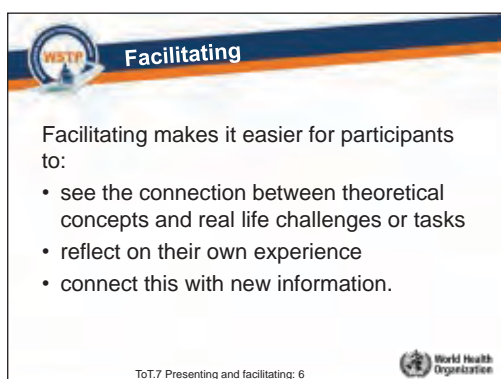 WSTP
Facilitating
Facilitating makes it easier for participants
to:
• see the connection between theoretical
concepts and real life challenges or tasks
• reflect on their own experience
• connect this with new information.
ToT.7 Presenting and facilitating: 6
World Health
Organization